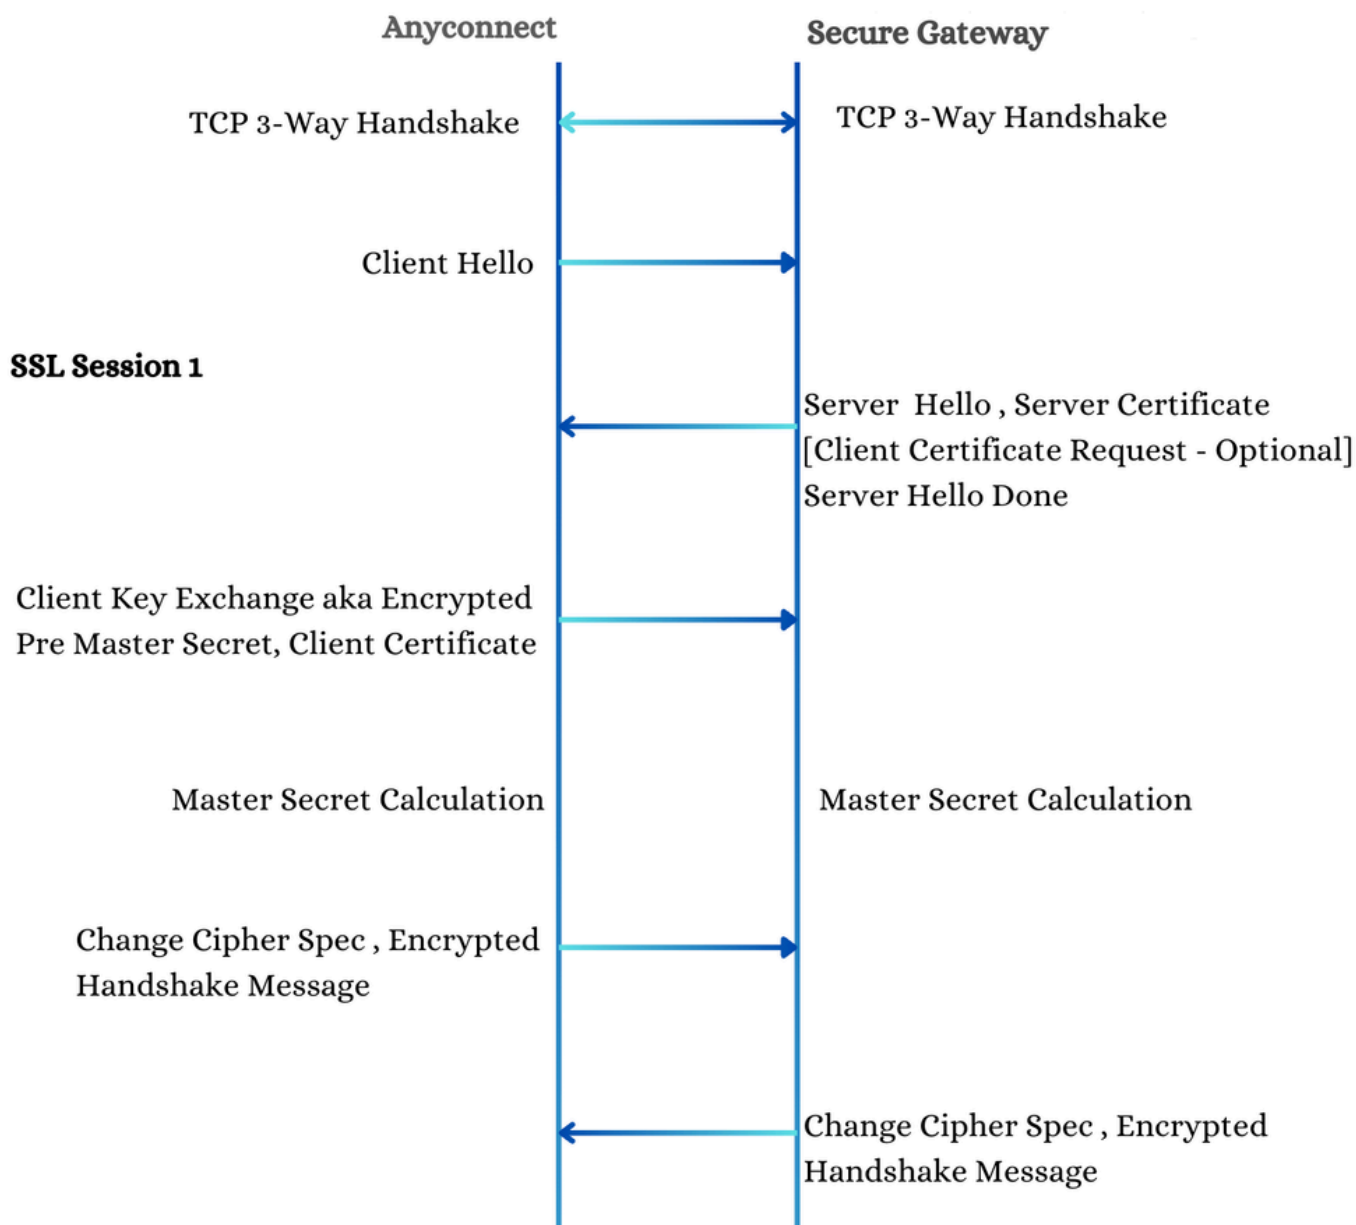 Anyconnect
Secure Gateway
TCP 3-Way Handshake
TCP 3-Way Handshake
Client Hello
SSL Session 1
Server Hello , Server Certificate
[Client Certificate Request - Optional]
Server Hello Done
Client Key Exchange aka Encrypted
Pre Master Secret, Client Certificate
Master Secret Calculation
Master Secret Calculation
Change Cipher Spec , Encrypted
Handshake Message
Change Cipher Spec , Encrypted
Handshake Message